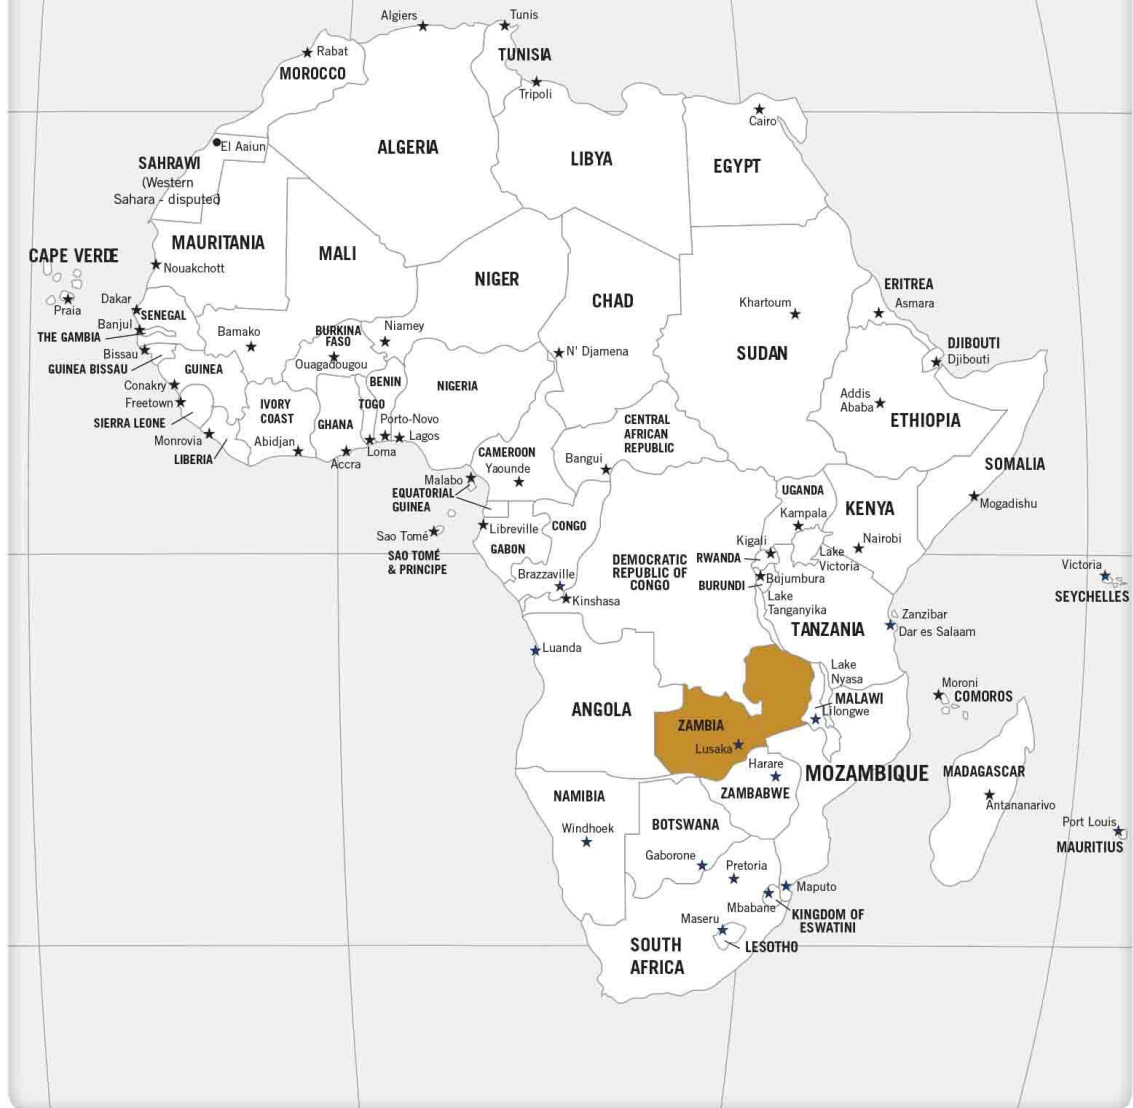 Algiers
Tunis
Rabat
TUNISIA
MOROCCO
Tripoli
Cairo
El Aaiun
ALGERIA
LIBYA
EGYPT
SAHRAWI
(Western
Sahara - disputed)
MAURITANIA
CAPE VERDE
MALI
Nouakchott
NIGER
ERITREA
Dakar
Praia
CHAD
Khartoum
Asmara
SENEGAL
Banjul
THE GAMBIA
Bamako
BURKINA
FASO
Niamey
DJIBOUTI
Djibouti
Bissau
GUINEA BISSAU
GUINEA
Ouagadougou
N' Djamena
SUDAN
Conakry
BENIN
NIGERIA
Addis
Ababa
Freetown
IVORY
COAST
TOGO
SIERRA LEONE
GHANA
Porto-Novo
CENTRAL
AFRICAN
REPUBLIC
ETHIOPIA
Monrovia
Abidjan
Lagos
LIBERIA
Accra
Loma
CAMEROON
Yaounde
Bangui
SOMALIA
Malabo
EQUATORIAL
GUINEA
UGANDA
KENYA
Mogadishu
Kampala
Libreville
CONGO
Sao Tomé
SAO TOMÉ
& PRINCIPE
GABON
Kigali
Nairobi
RWANDA
Lake
Victoria
DEMOCRATIC
REPUBLIC OF
CONGO
Brazzaville
BURUNDI
Bujumbura
Victoria
SEYCHELLES
Kinshasa
Lake
Tanganyika
Zanzibar
TANZANIA
Dar es Salaam
Luanda
Lake
Nyasa
Moroni
COMOROS
MALAWI
Lilongwe
ANGOLA
ZAMBIA
Lusaka
Harare
MOZAMBIQUE
MADAGASCAR
ZAMBABWE
NAMIBIA
Antananarivo
Windhoek
BOTSWANA
Port Louis
MAURITIUS
Gaborone
Pretoria
Maputo
Mbabane
KINGDOM OF
ESWATINI
Maseru
LESOTHO
SOUTH
AFRICA